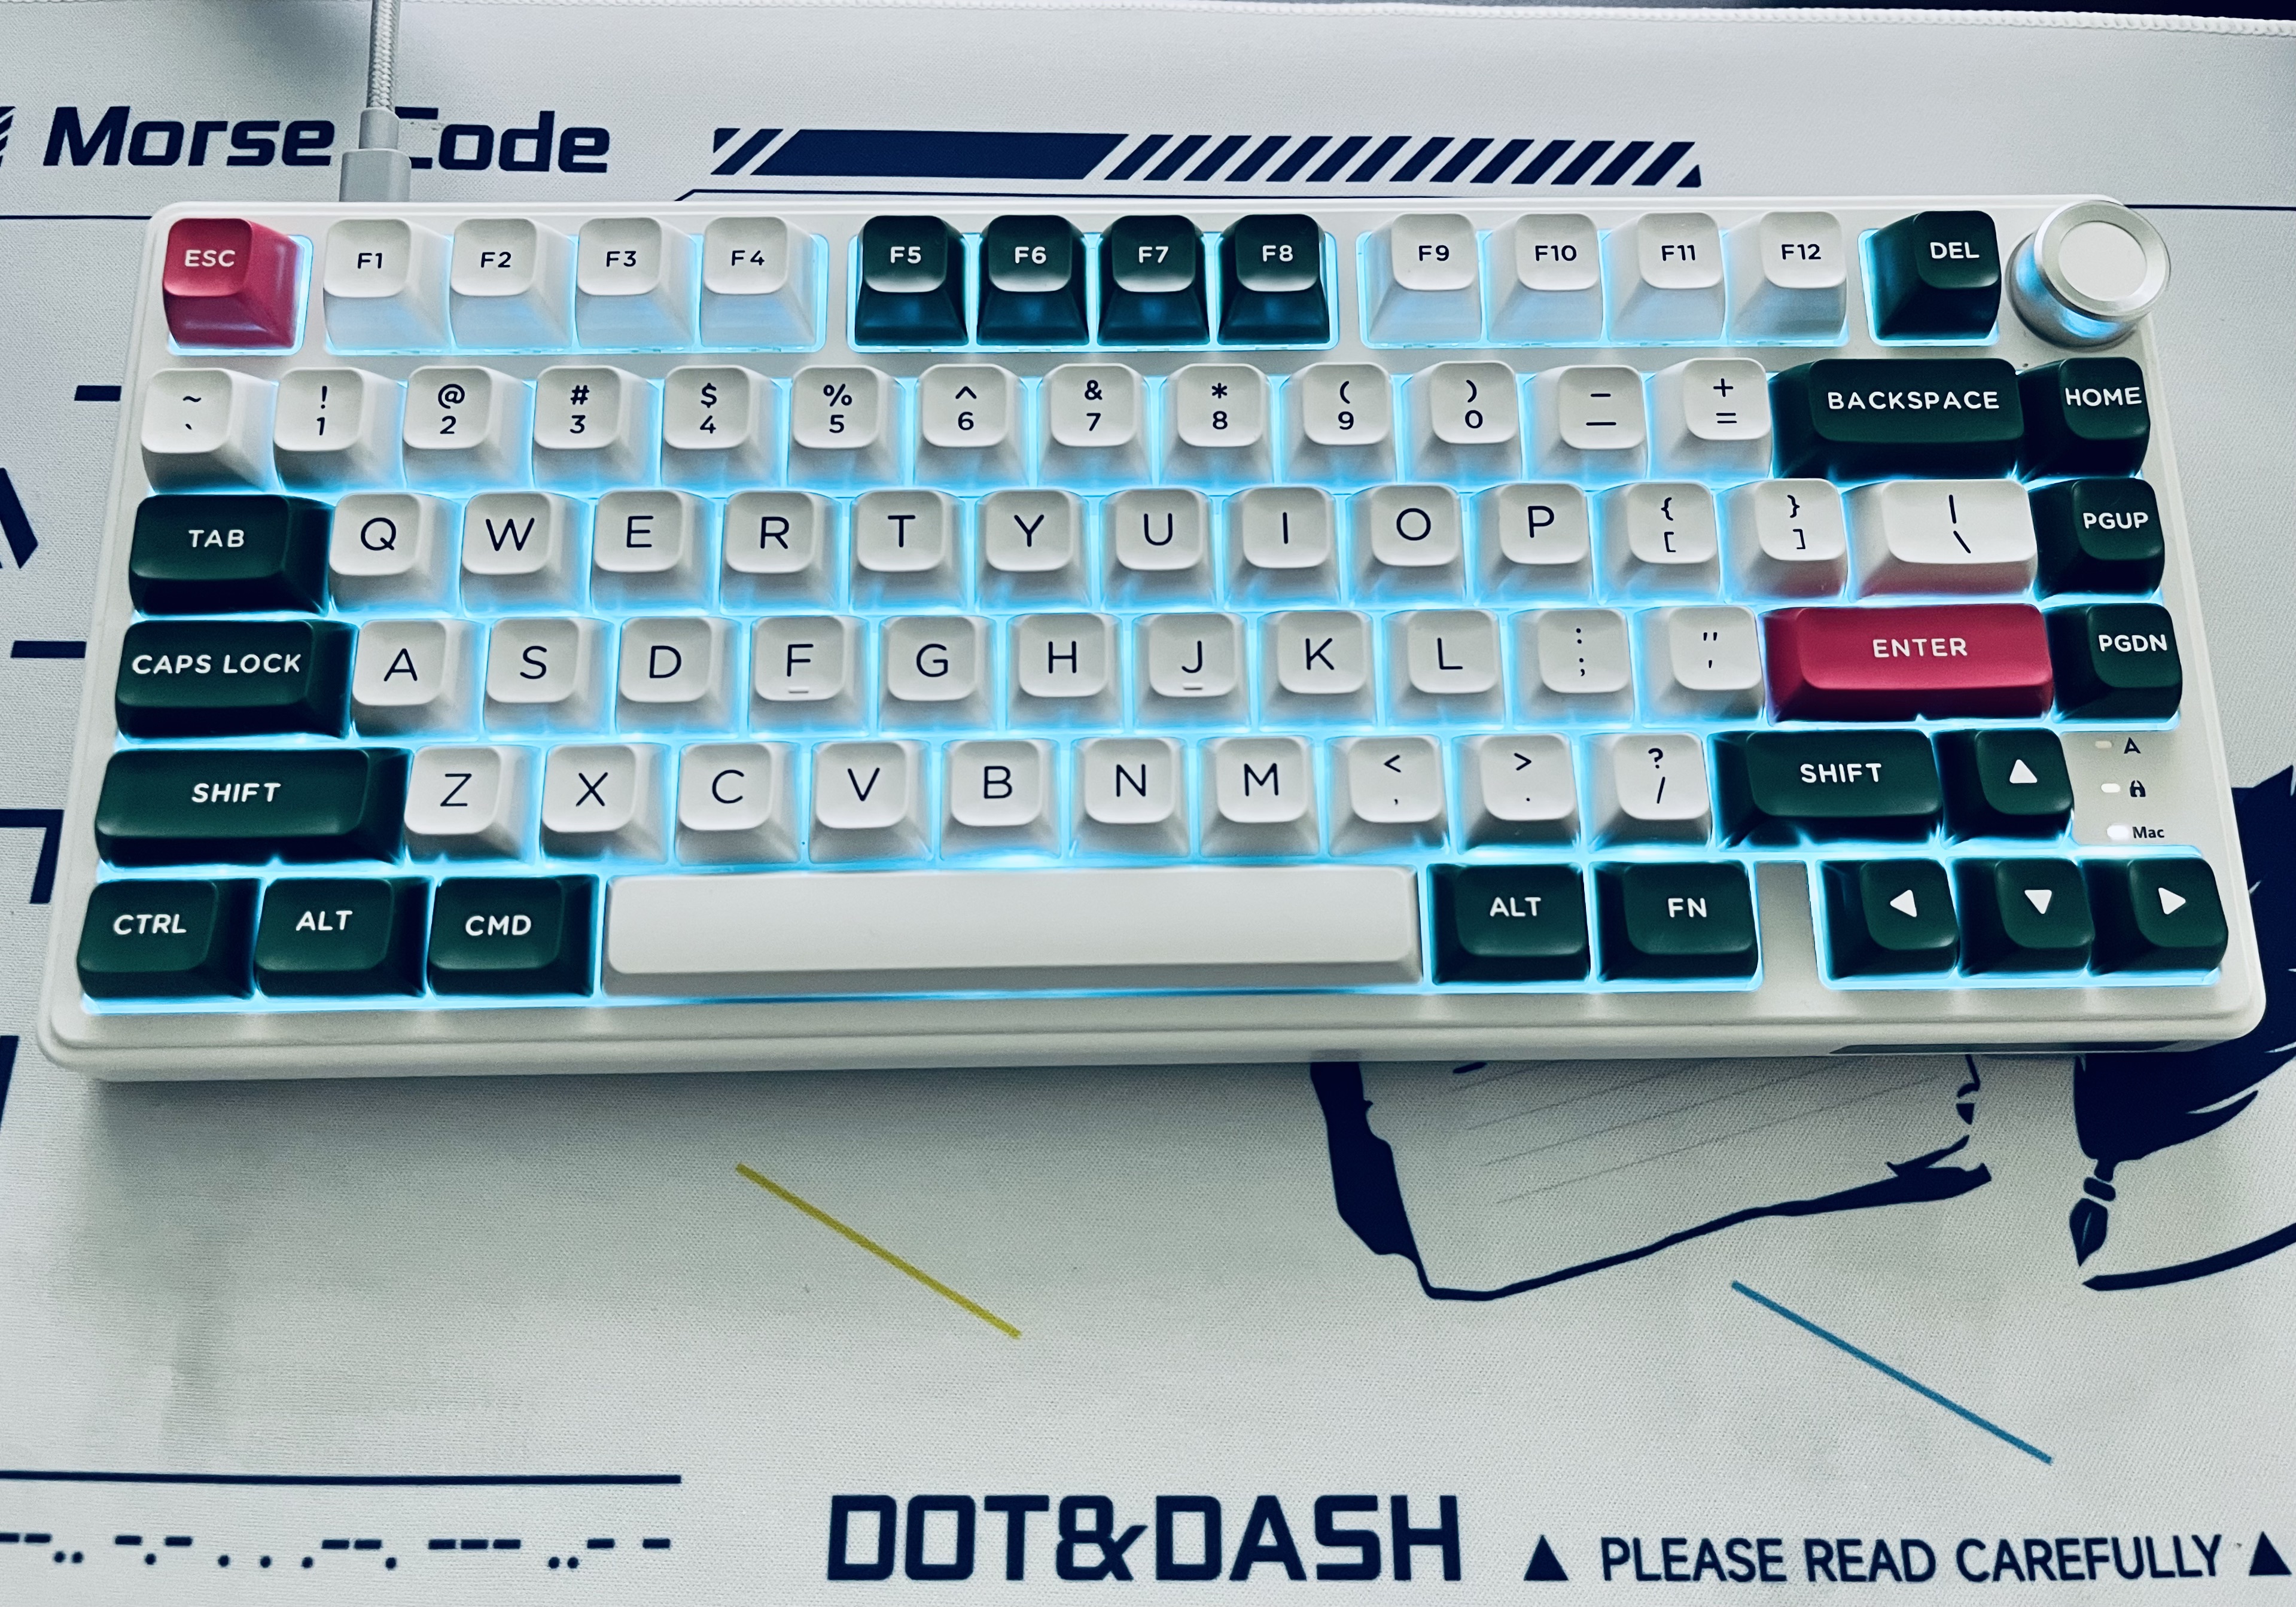 Morse Code
ESC F1 F2 F3 F4 F5 F6 F7 F8 F9 F10 F11 F12 DEL
~ ! @ # $ % ^ & * ( ) – + BACKSPACE HOME
` 1 2 3 4 5 6 7 8 9 0 — =
TAB Q W E R T Y U I O P { } | PGUP
[ ] \
CAPS LOCK A S D F G H J K L : " ENTER PGDN
; '
SHIFT Z X C V B N M < > ? SHIFT ▲ A
, . /
Mac
CTRL ALT CMD ALT FN ◀ ▼ ▶
DOT&DASH ▲ PLEASE READ CAREFULLY ▲